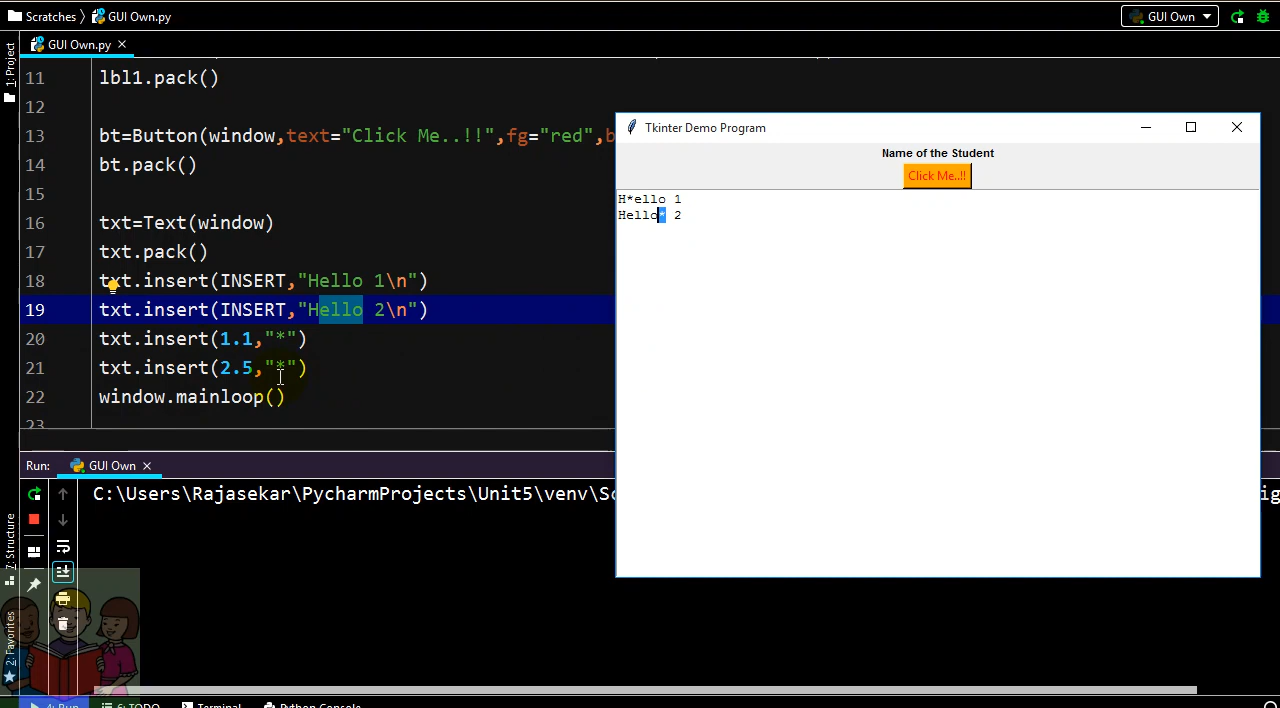 Scratches
GUI Own.py
GUI Own
GUI Own.py
1: Project
11 lbl1.pack()
12
13 bt=Button(window,text="Click Me..!!",fg="red",b
14 bt.pack()
15
16 txt=Text(window)
17 txt.pack()
18 txt.insert(INSERT,"Hello 1\n")
19 txt.insert(INSERT,"Hello 2\n")
20 txt.insert(1.1,"*")
21 txt.insert(2.5,"*")
22 window.mainloop()
23
Tkinter Demo Program
Name of the Student
Click Me..!!
H*ello 1
Hello* 2
Run: GUI Own
C:\Users\Rajasekar\PycharmProjects\Unit5\venv\Sc
ig
Z: Structure
2: Favorites
4: Run
6: TODO
Terminal
Python Console